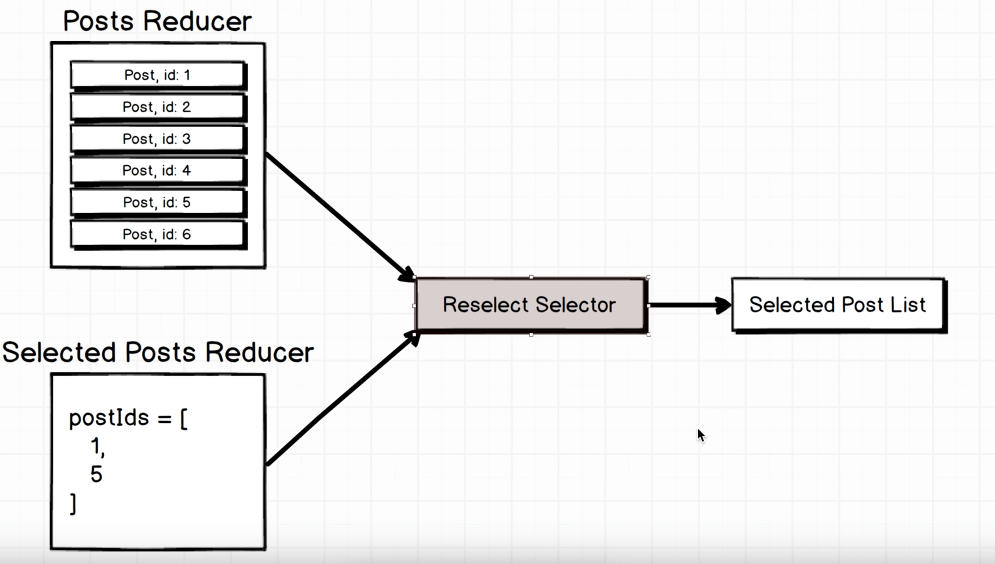 Posts Reducer
Post, id: 1
Post, id: 2
Post, id: 3
Post, id: 4
Post, id: 5
Post, id: 6
Reselect Selector
Selected Post List
Selected Posts Reducer
postIds = [
1,
5
]